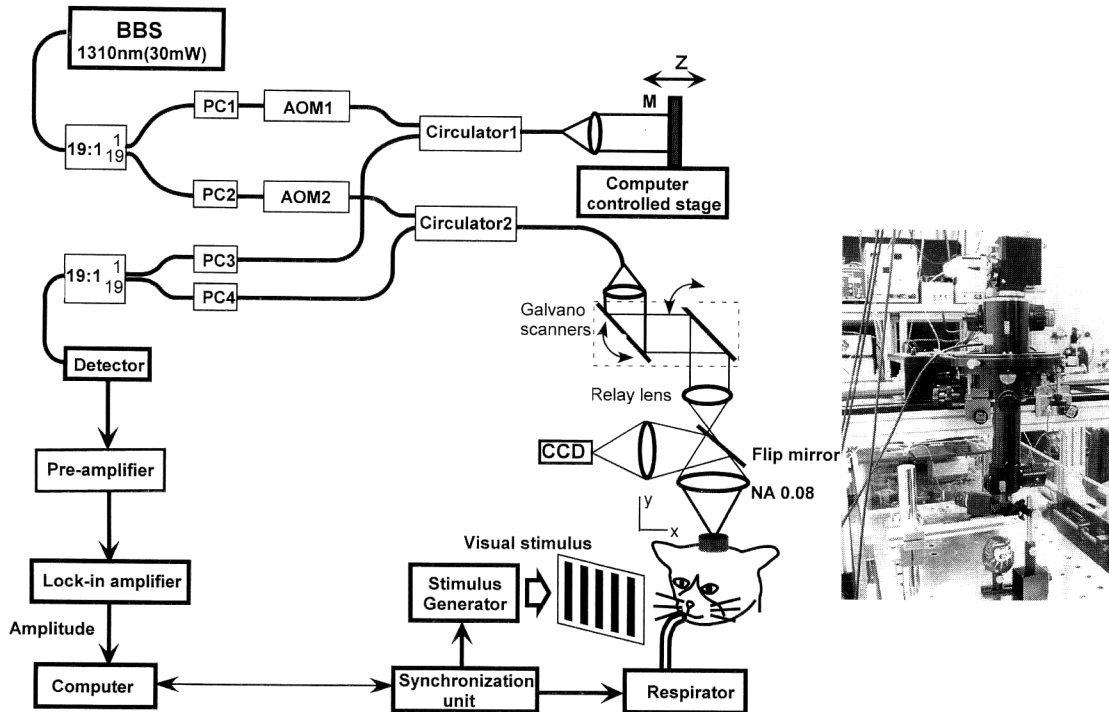 BBS
1310nm(30mW)
Z
M
PC1
AOM1
Circulator1
19:1
1
19
PC2
AOM2
Computer
controlled stage
Circulator2
PC3
19:1
1
19
PC4
Galvano
scanners
Detector
Relay lens
CCD
Flip mirror
Pre-amplifier
NA 0.08
y
x
Visual stimulus
Lock-in amplifier
Stimulus
Generator
Amplitude
Computer
Synchronization
unit
Respirator